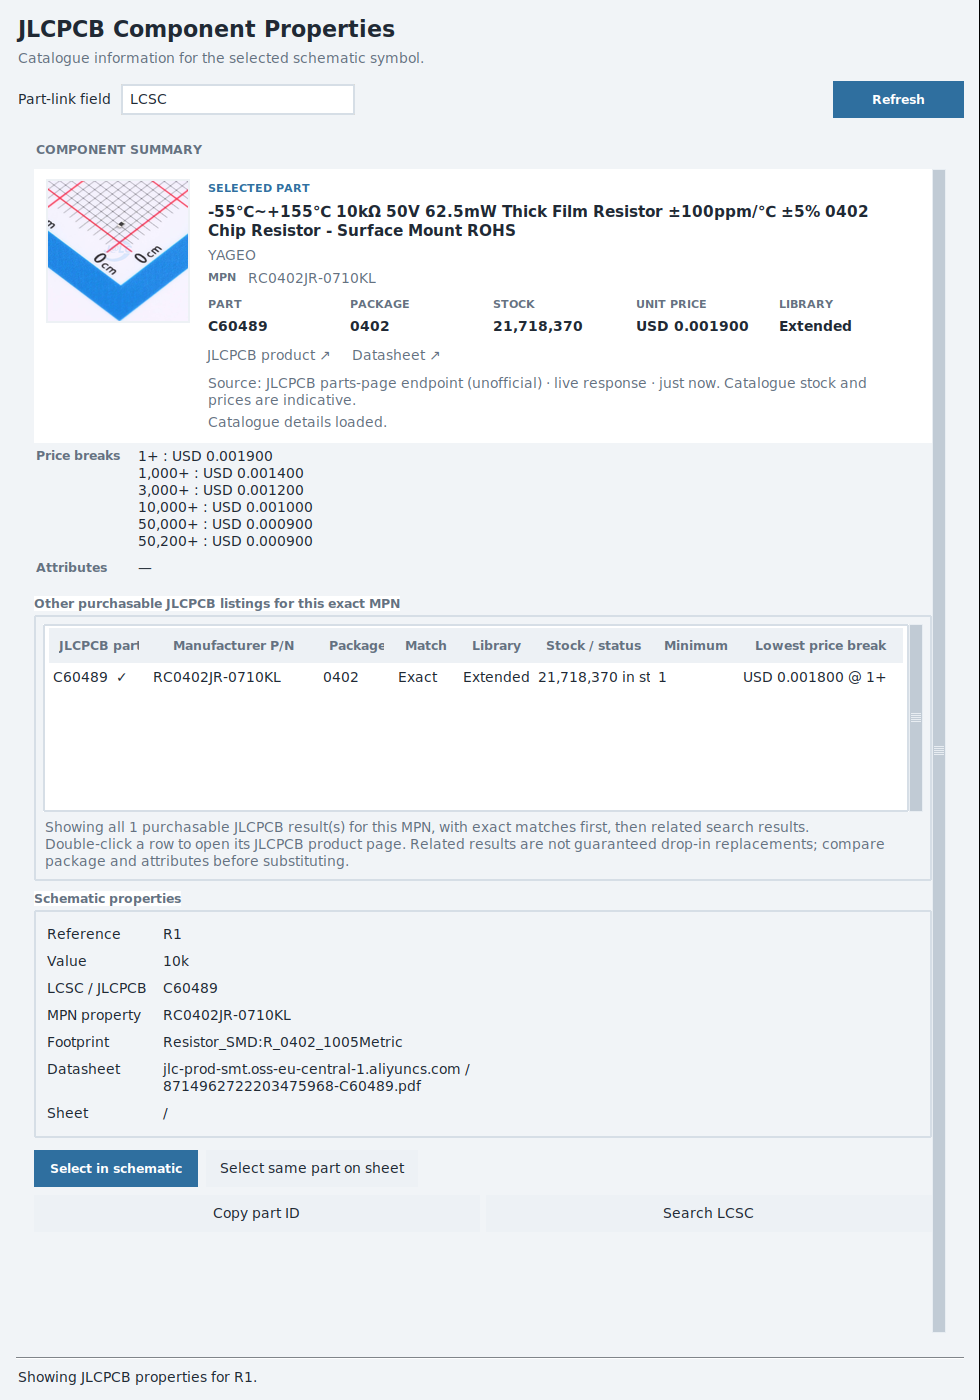 JLCPCB Component Properties
Catalogue information for the selected schematic symbol.
Part-link field LCSC Refresh
COMPONENT SUMMARY
0cm 0cm
SELECTED PART
-55℃~+155℃ 10kΩ 50V 62.5mW Thick Film Resistor ±100ppm/℃ ±5% 0402
Chip Resistor - Surface Mount ROHS
YAGEO
MPN RC0402JR-0710KL
PART PACKAGE STOCK UNIT PRICE LIBRARY
C60489 0402 21,718,370 USD 0.001900 Extended
JLCPCB product ↗ Datasheet ↗
Source: JLCPCB parts-page endpoint (unofficial) · live response · just now. Catalogue stock and
prices are indicative.
Catalogue details loaded.
Price breaks 1+ : USD 0.001900
1,000+ : USD 0.001400
3,000+ : USD 0.001200
10,000+ : USD 0.001000
50,000+ : USD 0.000900
50,200+ : USD 0.000900
Attributes —
Other purchasable JLCPCB listings for this exact MPN
JLCPCB part Manufacturer P/N Package Match Library Stock / status Minimum Lowest price break
C60489 ✓ RC0402JR-0710KL 0402 Exact Extended 21,718,370 in st 1 USD 0.001800 @ 1+
Showing all 1 purchasable JLCPCB result(s) for this MPN, with exact matches first, then related search results.
Double-click a row to open its JLCPCB product page. Related results are not guaranteed drop-in replacements; compare
package and attributes before substituting.
Schematic properties
Reference R1
Value 10k
LCSC / JLCPCB C60489
MPN property RC0402JR-0710KL
Footprint Resistor_SMD:R_0402_1005Metric
Datasheet jlc-prod-smt.oss-eu-central-1.aliyuncs.com /
8714962722203475968-C60489.pdf
Sheet /
Select in schematic Select same part on sheet
Copy part ID Search LCSC
Showing JLCPCB properties for R1.